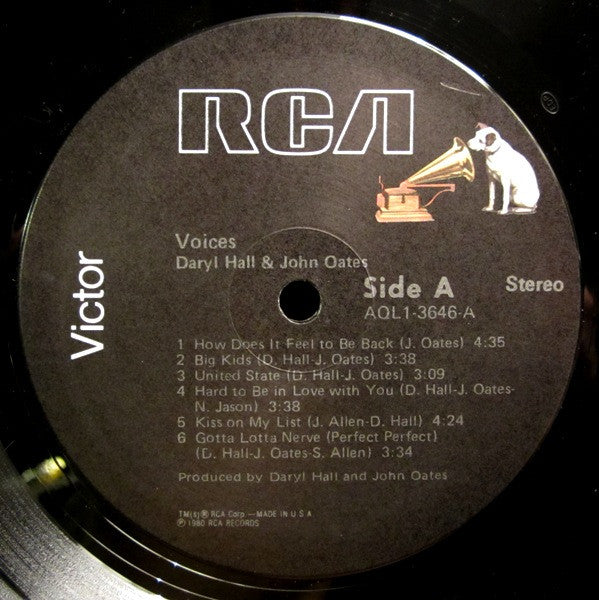 RCA
Victor
Voices
Daryl Hall & John Oates
Side A
Stereo
AQL1-3646-A
1 How Does It Feel to Be Back (J. Oates) 4:35
2 Big Kids (D. Hall-J. Oates) 3:38
3 United State (D. Hall-J. Oates) 3:09
4 Hard to Be in Love with You (D. Hall-J. Oates-
N. Jason) 3:38
5 Kiss on My List (J. Allen-D. Hall) 4:24
6 Gotta Lotta Nerve (Perfect Perfect)
(D. Hall-J. Oates-S. Allen) 3:34
Produced by Daryl Hall and John Oates
TM(s)® RCA Corp.—MADE IN U.S.A.
℗ 1980 RCA RECORDS